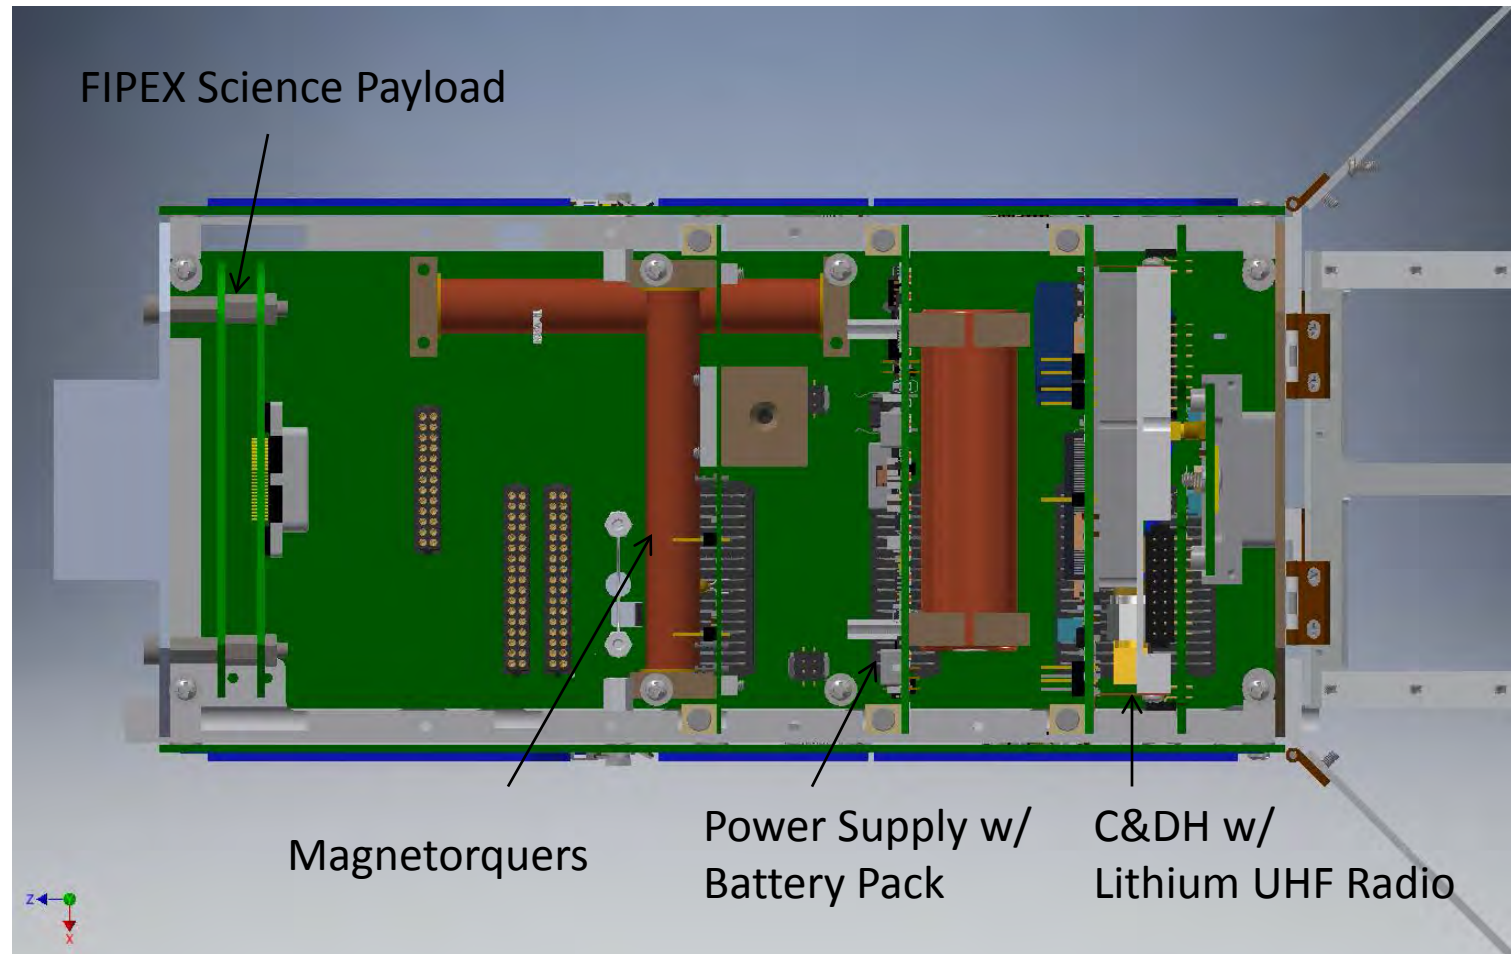 FIPEX Science Payload
Magnetorquers
Power Supply w/
Battery Pack
C&DH w/
Lithium UHF Radio
Z
Y
X